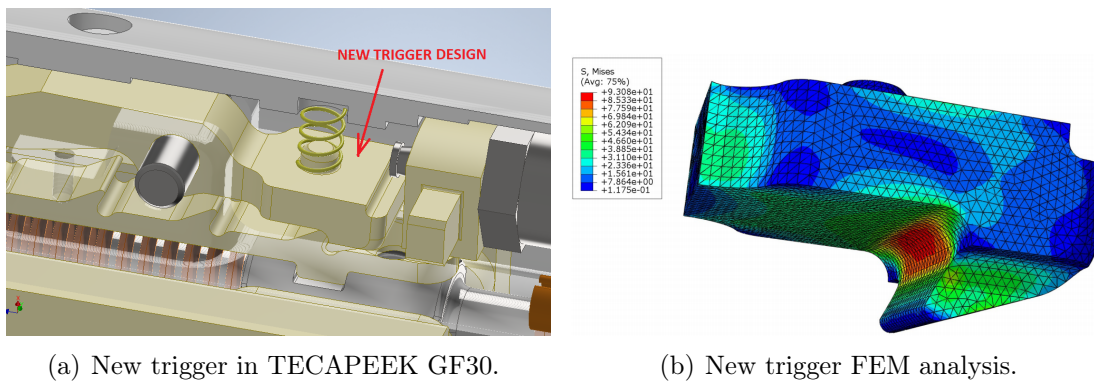 NEW TRIGGER DESIGN
S, Mises
(Avg: 75%)
+9.308e+01
+8.533e+01
+7.759e+01
+6.984e+01
+6.209e+01
+5.434e+01
+4.660e+01
+3.885e+01
+3.110e+01
+2.336e+01
+1.561e+01
+7.864e+00
+1.175e-01
(a) New trigger in TECAPEEK GF30.
(b) New trigger FEM analysis.